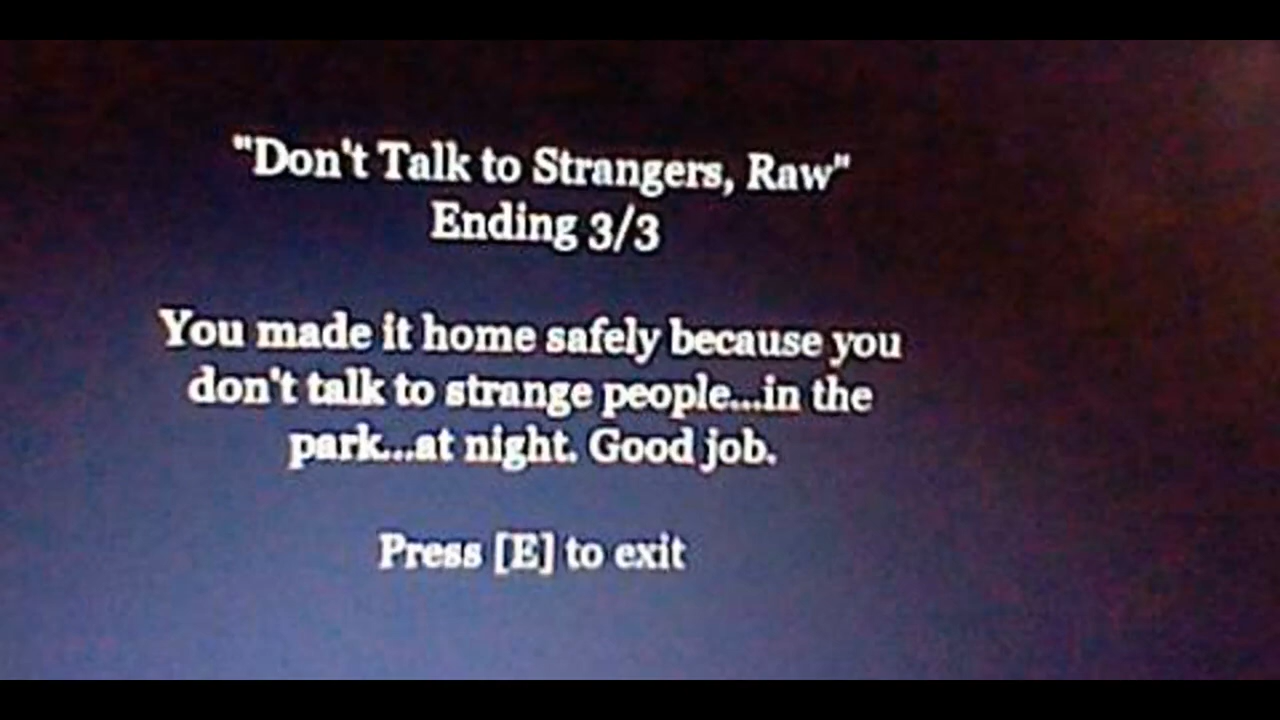 "Don't Talk to Strangers, Raw"
Ending 3/3
You made it home safely because you
don't talk to strange people...in the
park...at night. Good job.
Press [E] to exit